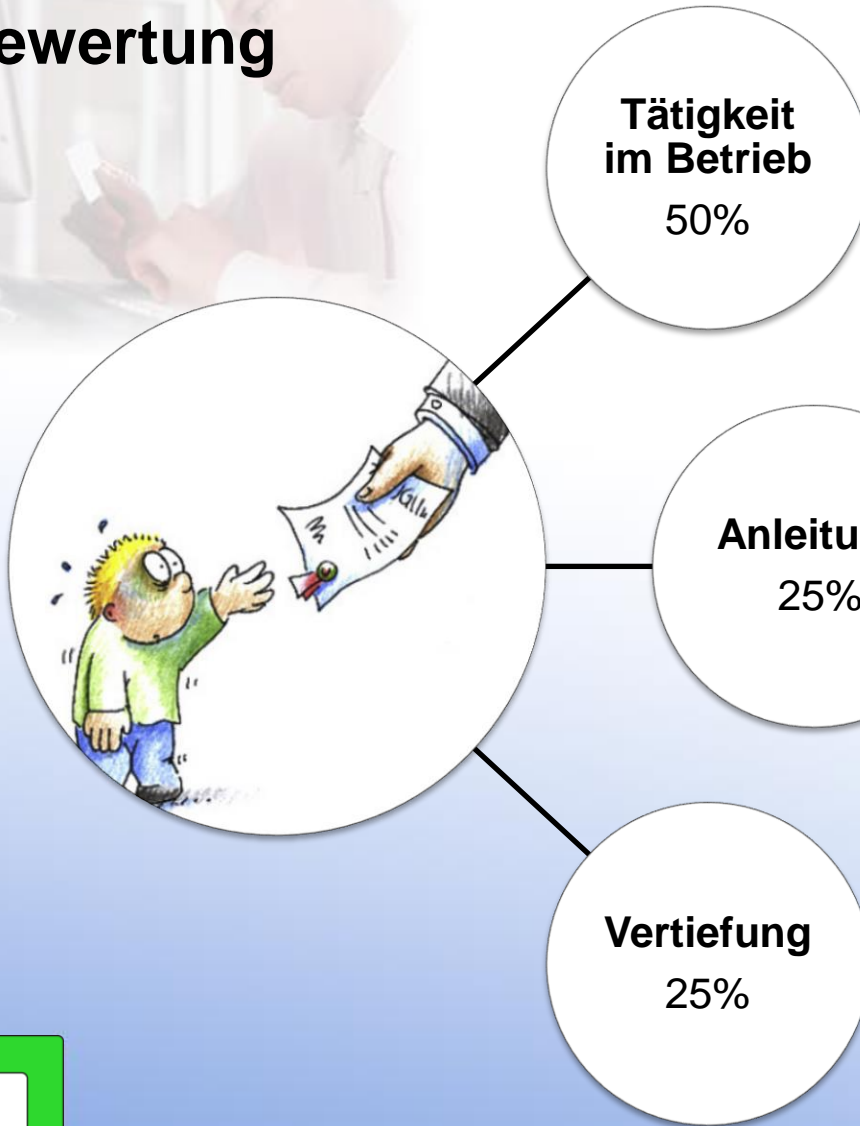 ewertung
Tätigkeit
im Betrieb
50%
Anleitu
25%
Vertiefung
25%